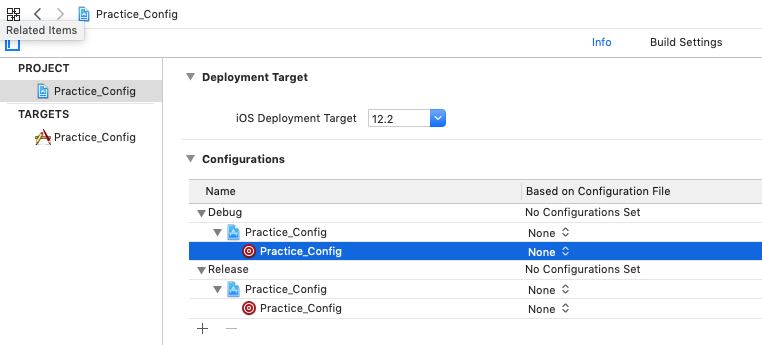 Practice_Config
Related Items
Info Build Settings
PROJECT
Practice_Config
TARGETS
Practice_Config
Deployment Target
iOS Deployment Target 12.2
Configurations
Name Based on Configuration File
Debug No Configurations Set
Practice_Config None
Practice_Config None
Release No Configurations Set
Practice_Config None
Practice_Config None